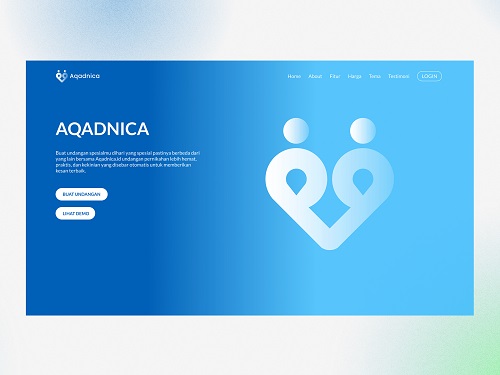 Aqadnica
Home About Fitur Harga Tema Testimoni LOGIN
AQADNICA
Buat undangan spesialmu dihari yang spesial pastinya berbeda dari
yang lain bersama Aqadnica.id undangan pernikahan lebih hemat,
praktis, dan kekinian yang disebar otomatis untuk memberikan
kesan terbaik.
BUAT UNDANGAN
LIHAT DEMO